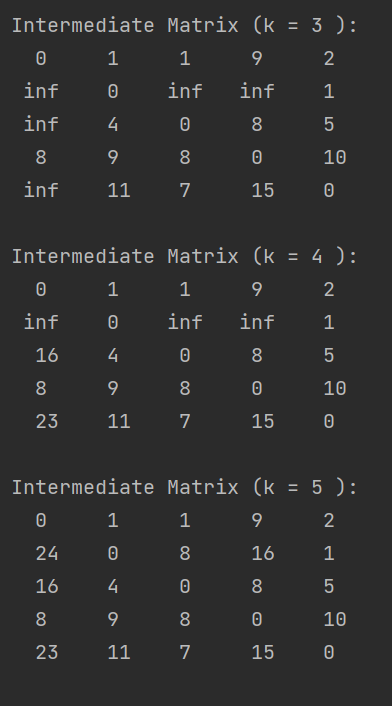 Intermediate Matrix (k = 3 ):
0 1 1 9 2
inf 0 inf inf 1
inf 4 0 8 5
8 9 8 0 10
inf 11 7 15 0
Intermediate Matrix (k = 4 ):
0 1 1 9 2
inf 0 inf inf 1
16 4 0 8 5
8 9 8 0 10
23 11 7 15 0
Intermediate Matrix (k = 5 ):
0 1 1 9 2
24 0 8 16 1
16 4 0 8 5
8 9 8 0 10
23 11 7 15 0